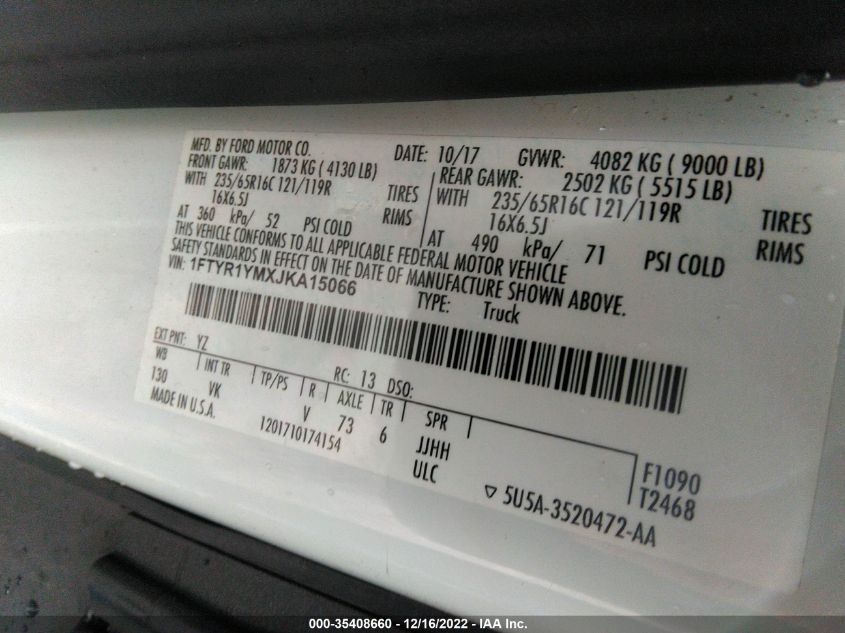 MFD. BY FORD MOTOR CO. DATE: 10/17 GVWR: 4082 KG ( 9000 LB)
FRONT GAWR: 1873 KG ( 4130 LB) REAR GAWR: 2502 KG ( 5515 LB)
WITH 235/65R16C 121/119R TIRES WITH 235/65R16C 121/119R TIRES
16X6.5J RIMS 16X6.5J RIMS
AT 360 kPa/ 52 PSI COLD AT 490 kPa/ 71 PSI COLD
THIS VEHICLE CONFORMS TO ALL APPLICABLE FEDERAL MOTOR VEHICLE
SAFETY STANDARDS IN EFFECT ON THE DATE OF MANUFACTURE SHOWN ABOVE.
VIN: 1FTYR1YMXJKA15066 TYPE: Truck
EXT PNT: YZ RC: 13 DSO:
WB INT TR TP/PS R AXLE TR SPR
130 VK V 73 6 JJHH F1090
MADE IN U.S.A. 1201710174154 ULC T2468
▽ 5U5A-3520472-AA
000-35408660 - 12/16/2022 - IAA Inc.